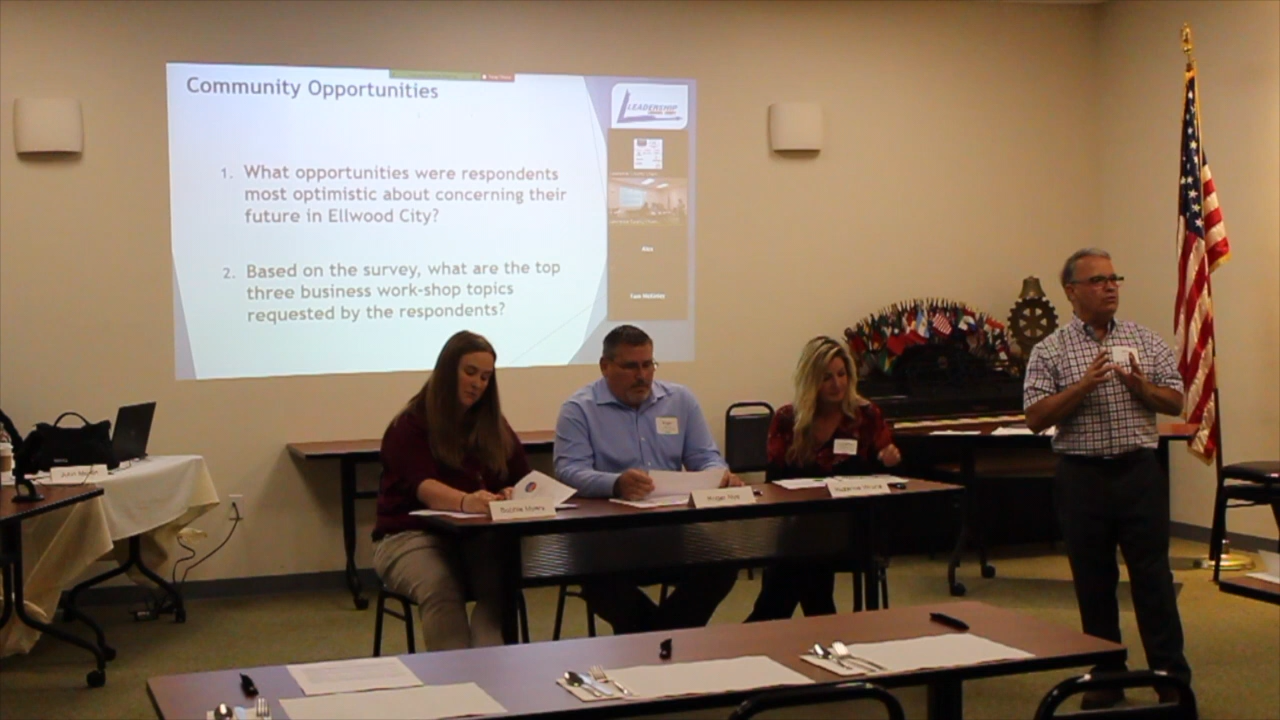 Community Opportunities
LEADERSHIP
1. What opportunities were respondents
most optimistic about concerning their
future in Ellwood City?
2. Based on the survey, what are the top
three business work-shop topics
requested by the respondents?